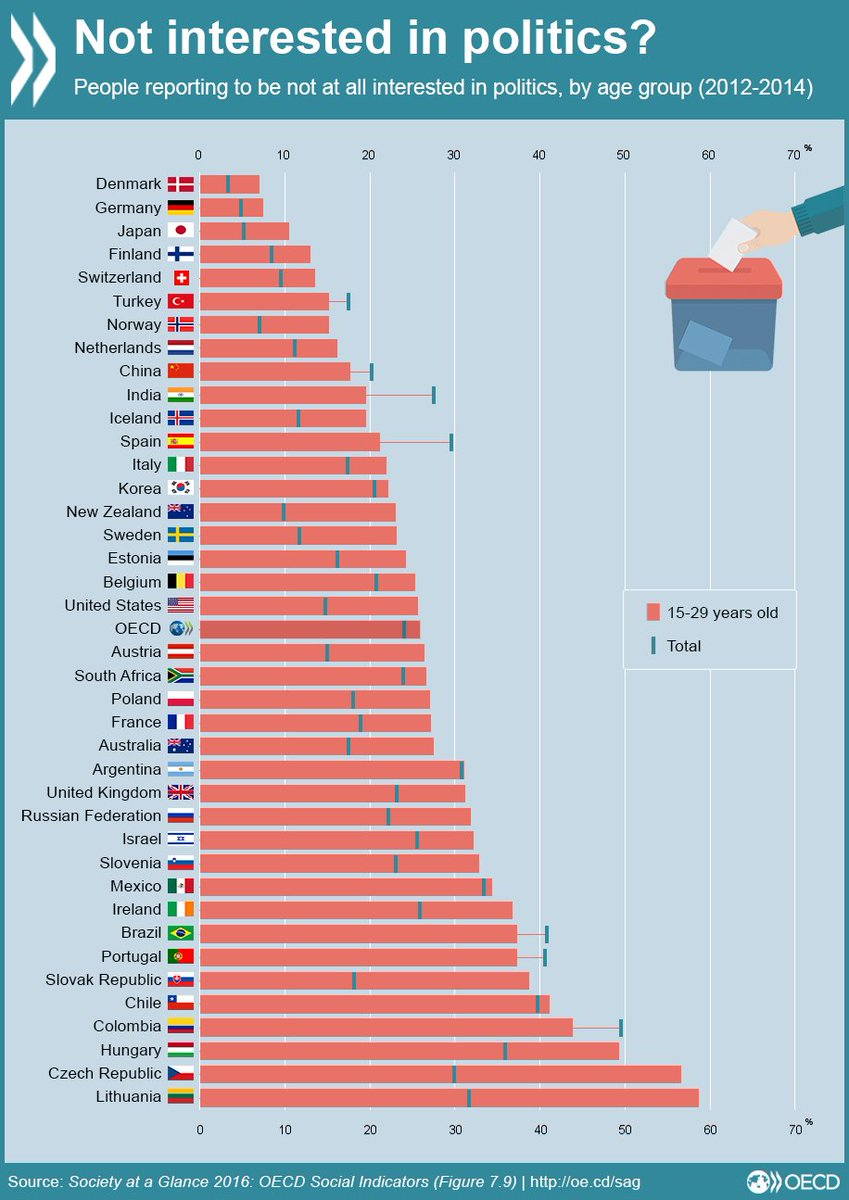 Not interested in politics?
People reporting to be not at all interested in politics, by age group (2012-2014)
0 10 20 30 40 50 60 70 %
Denmark
Germany
Japan
Finland
Switzerland
Turkey
Norway
Netherlands
China
India
Iceland
Spain
Italy
Korea
New Zealand
Sweden
Estonia
Belgium
United States
OECD
Austria
South Africa
Poland
France
Australia
Argentina
United Kingdom
Russian Federation
Israel
Slovenia
Mexico
Ireland
Brazil
Portugal
Slovak Republic
Chile
Colombia
Hungary
Czech Republic
Lithuania
15-29 years old
Total
0 10 20 30 40 50 60 70 %
Source: Society at a Glance 2016: OECD Social Indicators (Figure 7.9) | http://oe.cd/sag
OECD